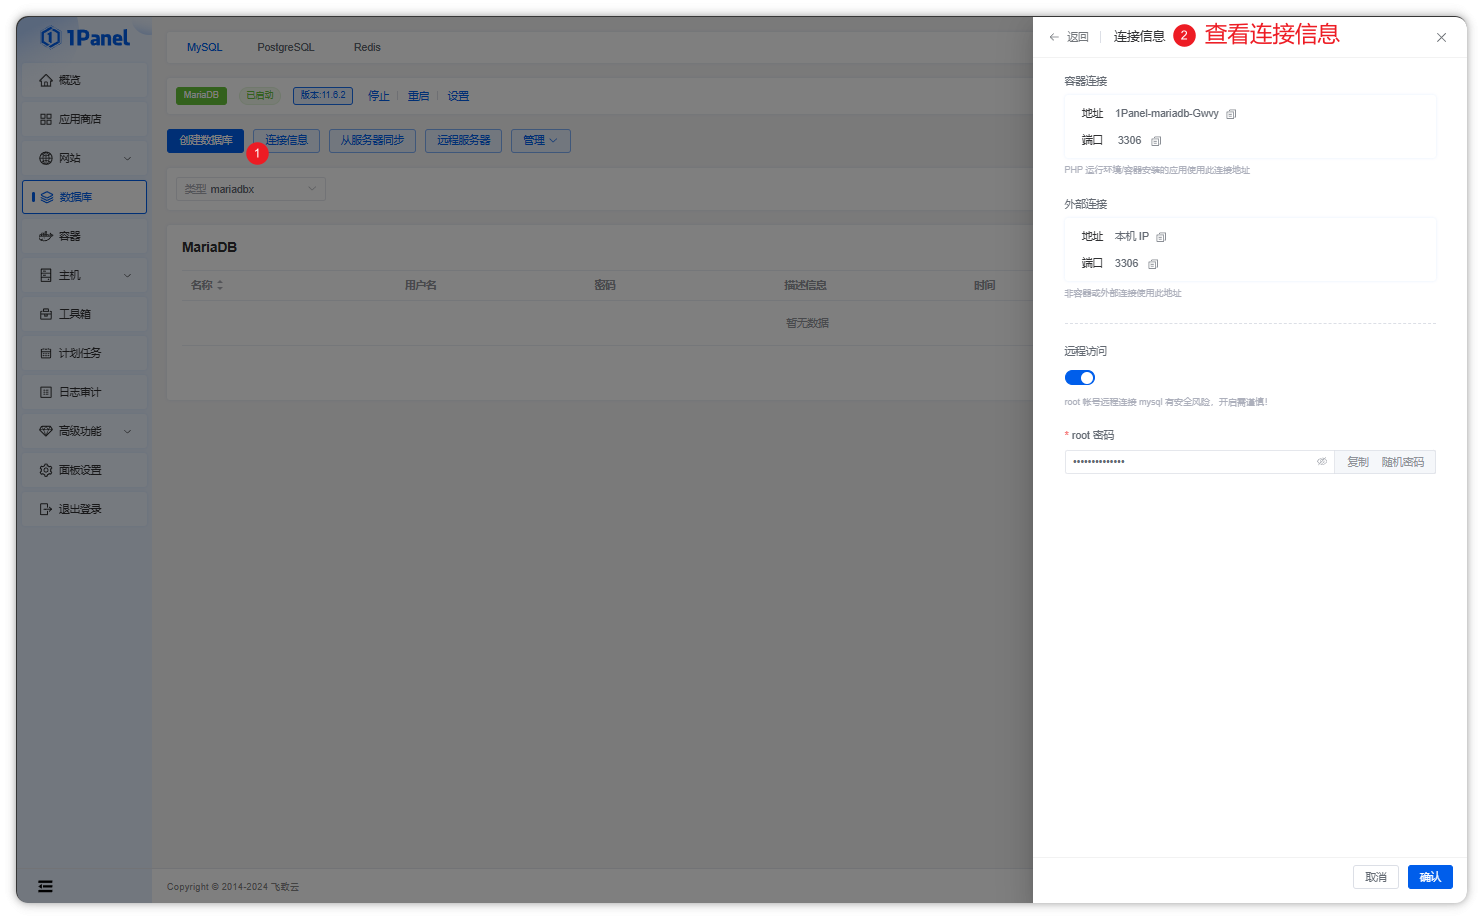 1Panel
概览
应用商店
网站
数据库
容器
主机
工具箱
计划任务
日志审计
高级功能
面板设置
退出登录
MySQL PostgreSQL Redis
MariaDB 已启动 版本:11.6.2 停止 重启 设置
创建数据库 连接信息 从服务器同步 远程服务器 管理
1
类型 mariadbx
MariaDB
名称 用户名 密码 描述信息 时间
暂无数据
Copyright © 2014-2024 飞致云
返回 连接信息 2 查看连接信息
容器连接
地址 1Panel-mariadb-Gwvy
端口 3306
PHP 运行环境/容器安装的应用使用此连接地址
外部连接
地址 本机 IP
端口 3306
非容器或外部连接使用此地址
远程访问
root 帐号远程连接 mysql 有安全风险，开启需谨慎！
* root 密码
•••••••••••••• 复制 随机密码
取消 确认